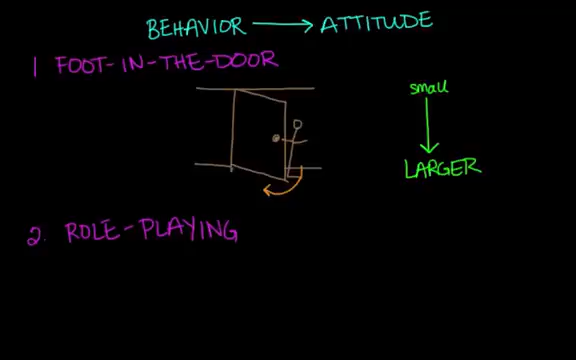 BEHAVIOR → ATTITUDE
1 FOOT-IN-THE-DOOR
small
LARGER
2. ROLE-PLAYING